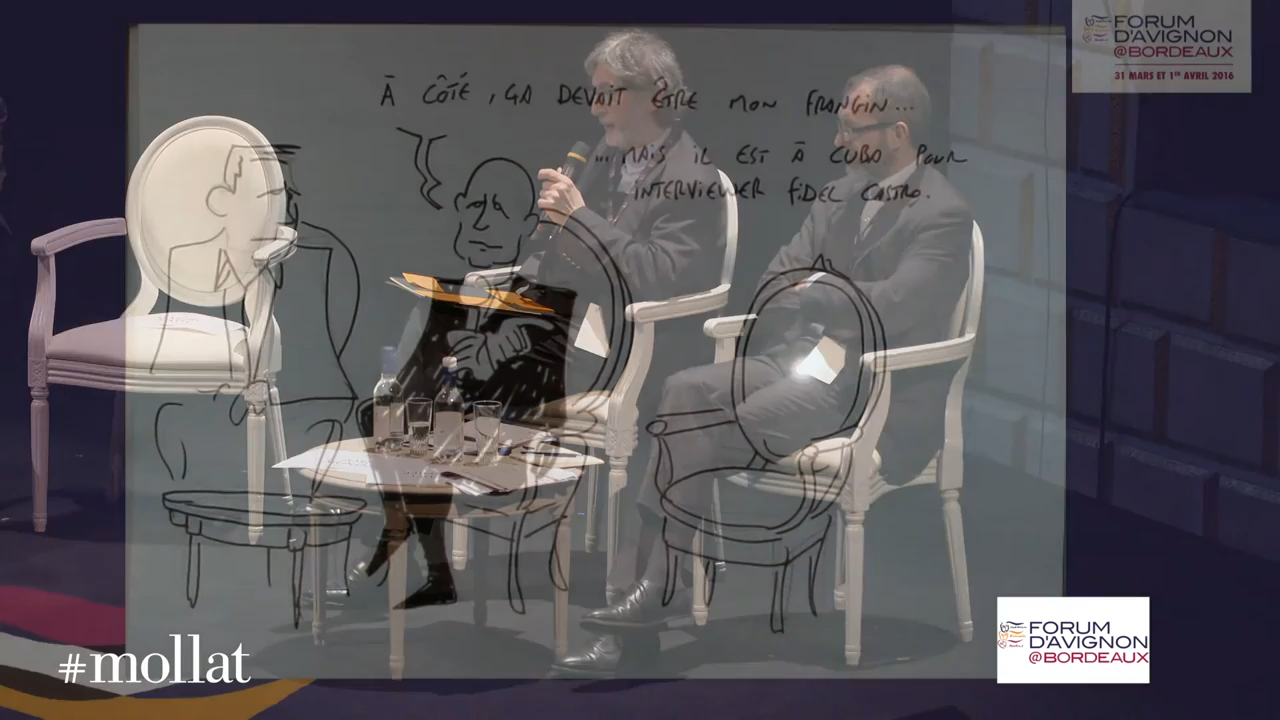 FORUM
D'AVIGNON
@BORDEAUX
31 MARS ET 1ER AVRIL 2016
À CÔTÉ, ÇA DEVAIT ÊTRE MON FRANGIN...
...MAIS IL EST À CUBA POUR
INTERVIEWER FIDEL CASTRO.
#mollat
FORUM
D'AVIGNON
@BORDEAUX